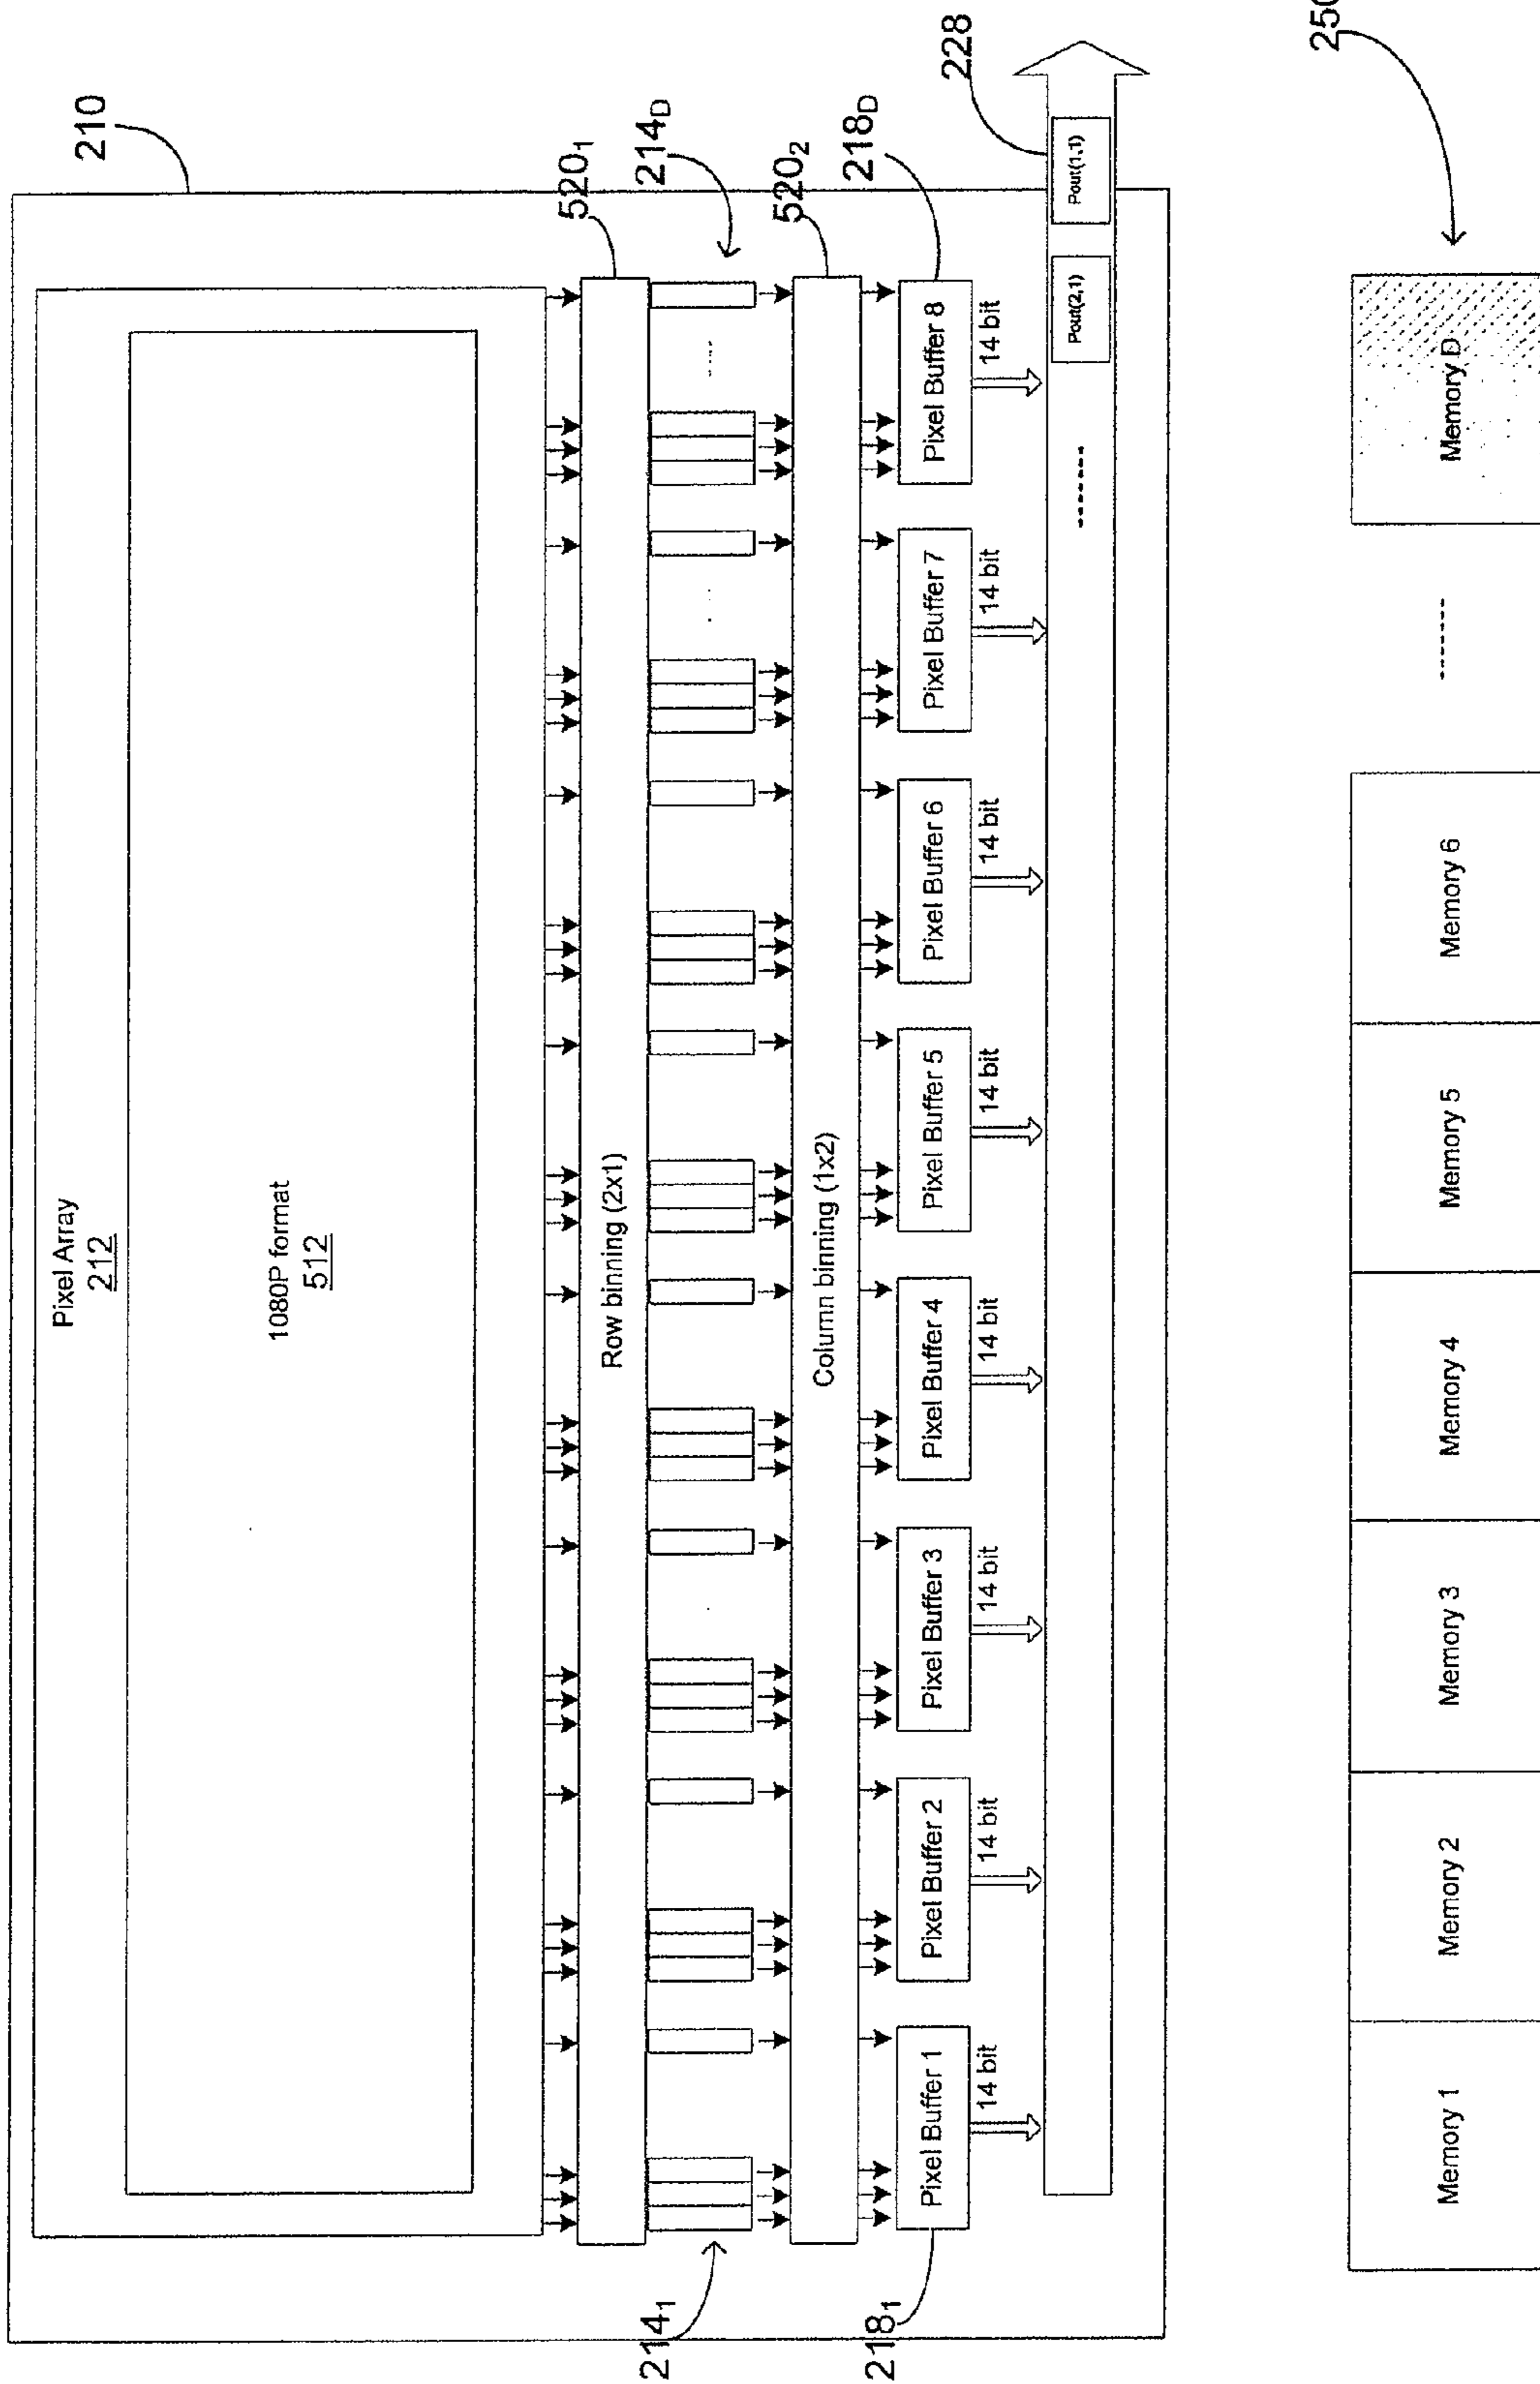 210
Pixel Array
212
1080P format
512
520₁
Row binning (2x1)
214₁
214D
520₂
Column binning (1x2)
218₁
218D
Pixel Buffer 1
Pixel Buffer 2
Pixel Buffer 3
Pixel Buffer 4
Pixel Buffer 5
Pixel Buffer 6
Pixel Buffer 7
Pixel Buffer 8
14 bit
14 bit
14 bit
14 bit
14 bit
14 bit
14 bit
14 bit
228
Pout(2,1)
Pout(1,1)
250
Memory 1
Memory 2
Memory 3
Memory 4
Memory 5
Memory 6
Memory D